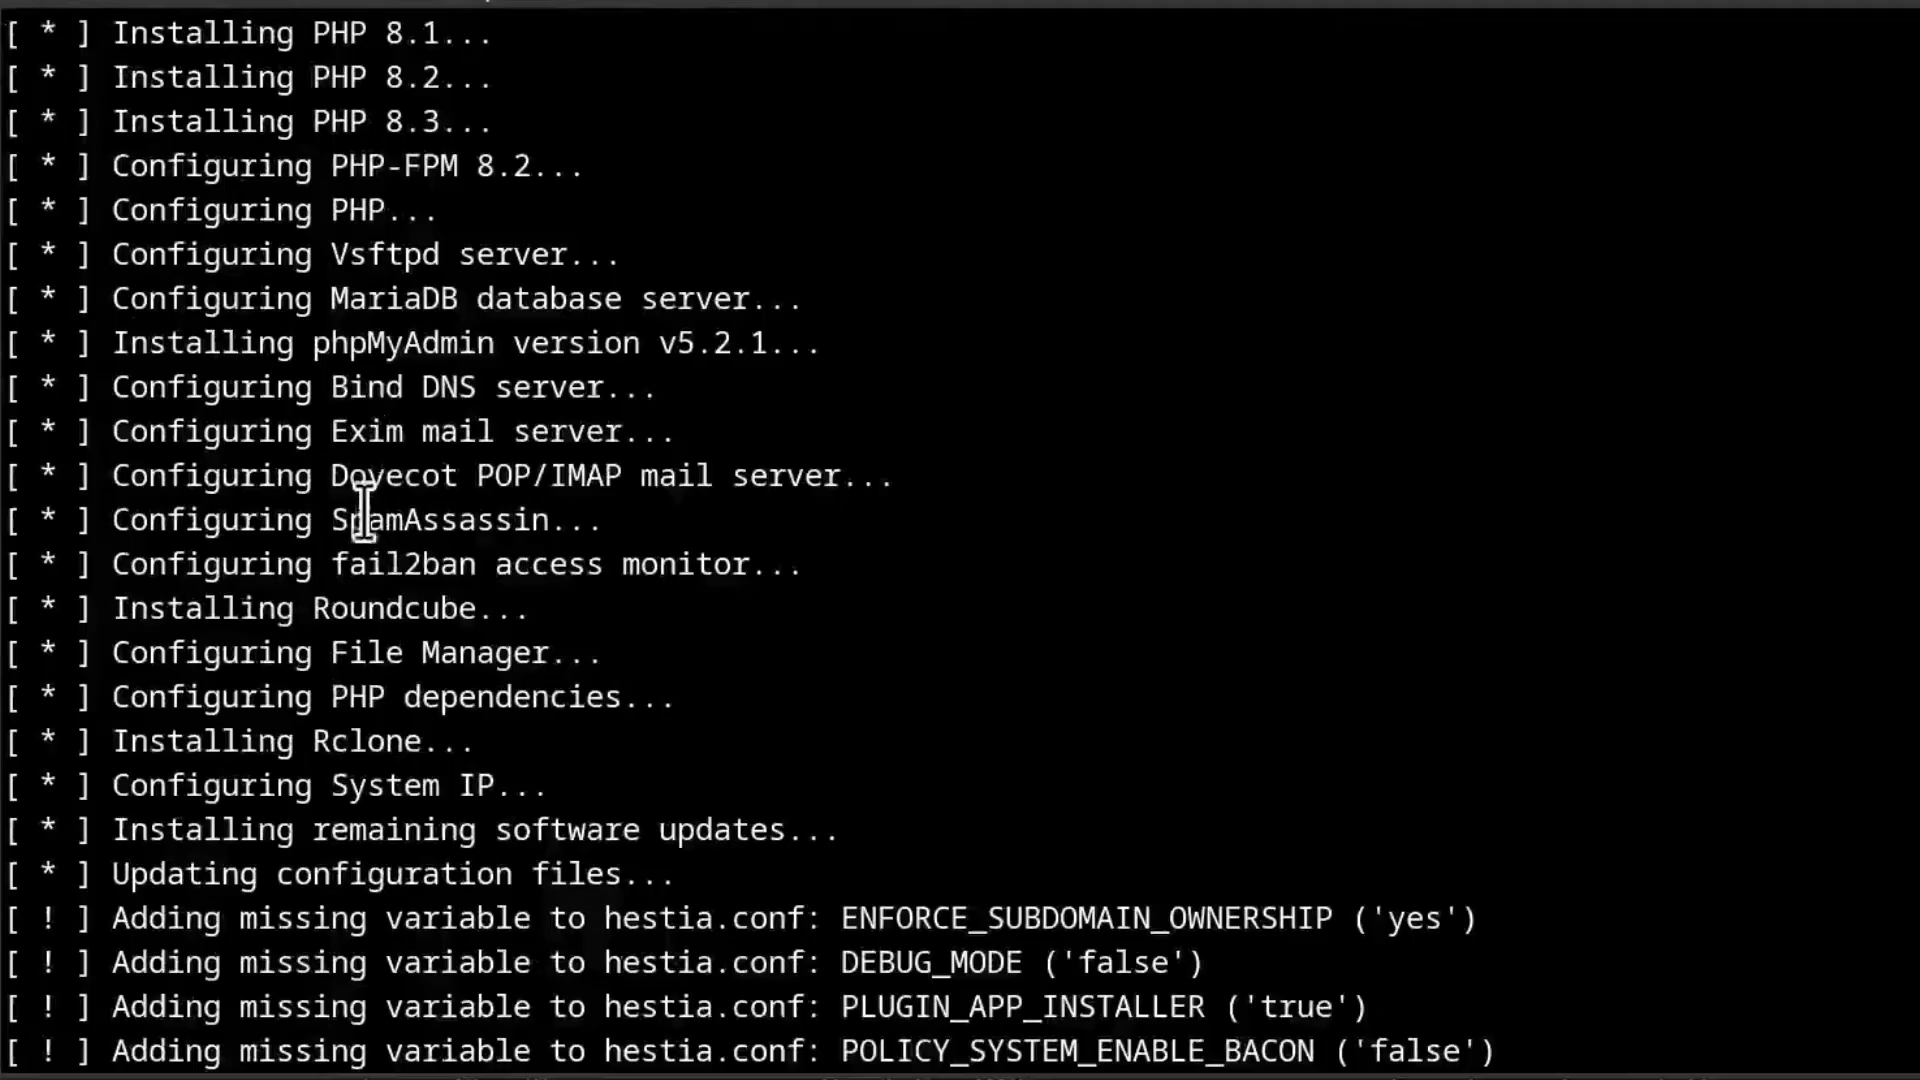 [ * ] Installing PHP 8.1...
[ * ] Installing PHP 8.2...
[ * ] Installing PHP 8.3...
[ * ] Configuring PHP-FPM 8.2...
[ * ] Configuring PHP...
[ * ] Configuring Vsftpd server...
[ * ] Configuring MariaDB database server...
[ * ] Installing phpMyAdmin version v5.2.1...
[ * ] Configuring Bind DNS server...
[ * ] Configuring Exim mail server...
[ * ] Configuring Dovecot POP/IMAP mail server...
[ * ] Configuring SpamAssassin...
[ * ] Configuring fail2ban access monitor...
[ * ] Installing Roundcube...
[ * ] Configuring File Manager...
[ * ] Configuring PHP dependencies...
[ * ] Installing Rclone...
[ * ] Configuring System IP...
[ * ] Installing remaining software updates...
[ * ] Updating configuration files...
[ ! ] Adding missing variable to hestia.conf: ENFORCE_SUBDOMAIN_OWNERSHIP ('yes')
[ ! ] Adding missing variable to hestia.conf: DEBUG_MODE ('false')
[ ! ] Adding missing variable to hestia.conf: PLUGIN_APP_INSTALLER ('true')
[ ! ] Adding missing variable to hestia.conf: POLICY_SYSTEM_ENABLE_BACON ('false')